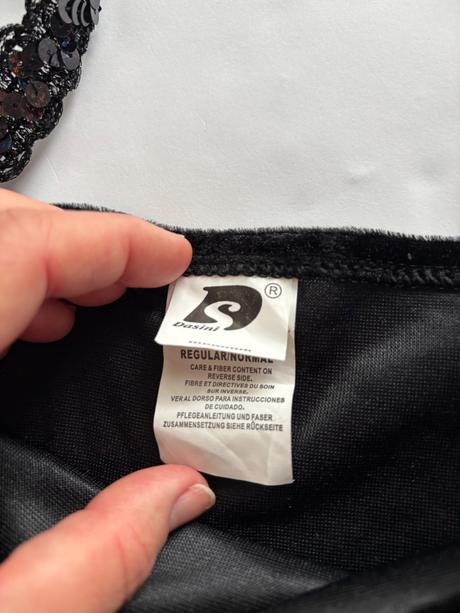 ®
Dasini
REGULAR/NORMAL
CARE & FIBER CONTENT ON
REVERSE SIDE.
FIBRE ET DIRECTIVES DU SOIN
SUR INVERSE.
VER AL DORSO PARA INSTRUCCIONES
DE CUIDADO.
PFLEGEANLEITUNG UND FASER
ZUSAMMENSETZUNG SIEHE RÜCKSEITE